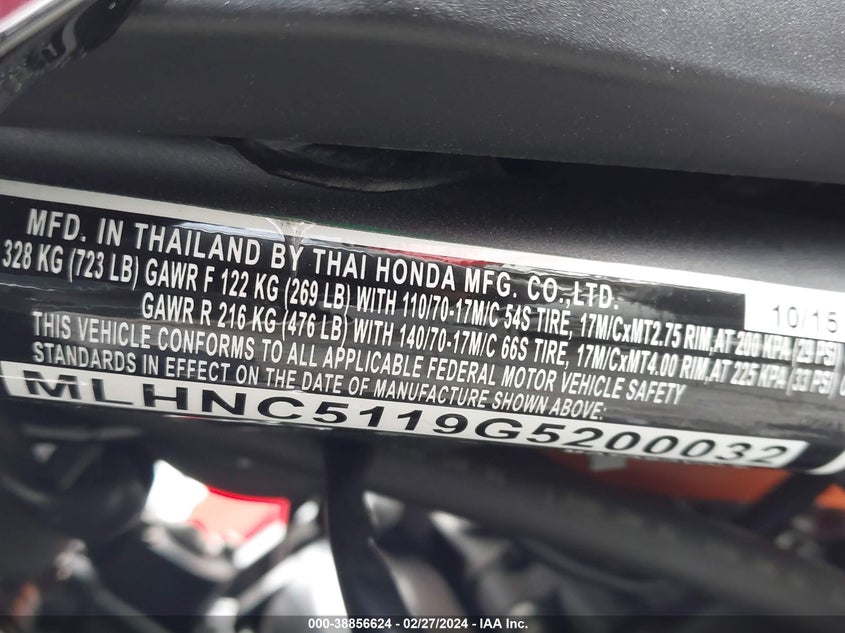 MFD. IN THAILAND BY THAI HONDA MFG. CO.,LTD. 10/15
328 KG (723 LB) GAWR F 122 KG (269 LB) WITH 110/70-17M/C 54S TIRE, 17M/CxMT2.75 RIM,AT 200 KPA (29 PSI)
GAWR R 216 KG (476 LB) WITH 140/70-17M/C 66S TIRE, 17M/CxMT4.00 RIM,AT 225 KPA (33 PSI)
THIS VEHICLE CONFORMS TO ALL APPLICABLE FEDERAL MOTOR VEHICLE SAFETY
STANDARDS IN EFFECT ON THE DATE OF MANUFACTURE SHOWN ABOVE:
MLHNC5119G5200032
000-38856624 - 02/27/2024 - IAA Inc.